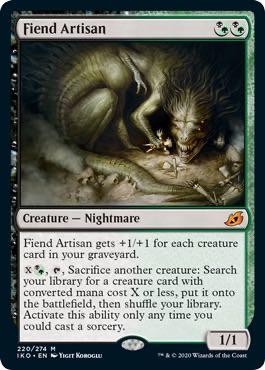 Fiend Artisan
Creature — Nightmare
Fiend Artisan gets +1/+1 for each creature
card in your graveyard.
X, , Sacrifice another creature: Search
your library for a creature card with
converted mana cost X or less, put it onto
the battlefield, then shuffle your library.
Activate this ability only any time you
could cast a sorcery.
1/1
220/274 M
IKO • EN YIGIT KOROGLU
™ & © 2020 Wizards of the Coast